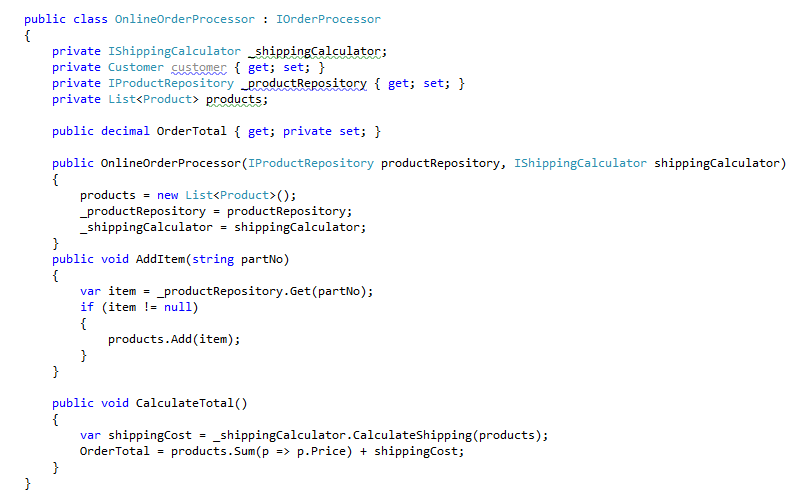 public class OnlineOrderProcessor : IOrderProcessor
{
    private IShippingCalculator _shippingCalculator;
    private Customer customer { get; set; }
    private IProductRepository _productRepository { get; set; }
    private List<Product> products;

    public decimal OrderTotal { get; private set; }

    public OnlineOrderProcessor(IProductRepository productRepository, IShippingCalculator shippingCalculator)
    {
        products = new List<Product>();
        _productRepository = productRepository;
        _shippingCalculator = shippingCalculator;
    }
    public void AddItem(string partNo)
    {
        var item = _productRepository.Get(partNo);
        if (item != null)
        {
            products.Add(item);
        }
    }

    public void CalculateTotal()
    {
        var shippingCost = _shippingCalculator.CalculateShipping(products);
        OrderTotal = products.Sum(p => p.Price) + shippingCost;
    }
}